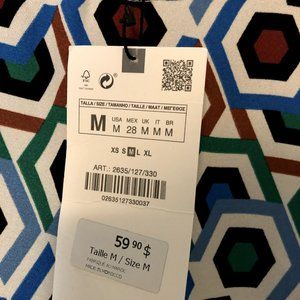 TALLA / SIZE / TAMANHO / TAILLE / MAAT / ΜΕΓΕΘΟΣ
USA MEX UK IT BR
M M 28 M M M
XS S M L XL
ART.: 2635/127/330
02635127330037
59 90 $
Taille M / Size M